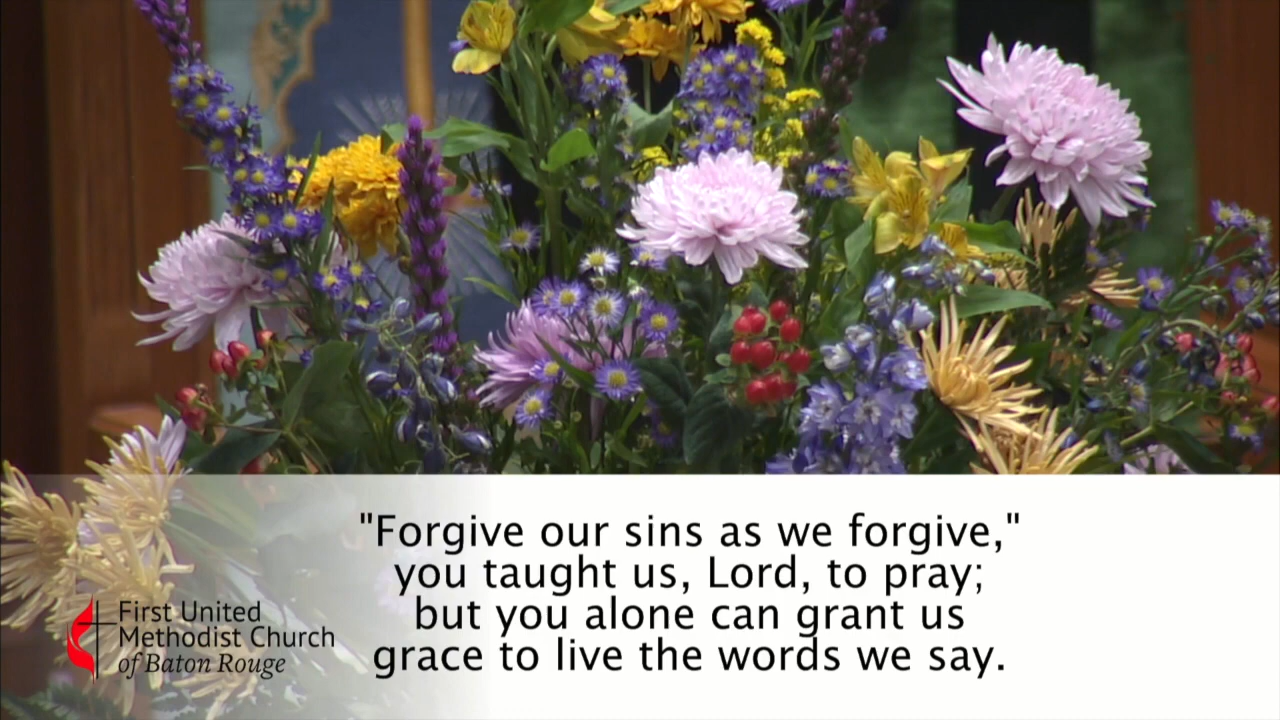 "Forgive our sins as we forgive,"
you taught us, Lord, to pray;
but you alone can grant us
grace to live the words we say.
First United
Methodist Church
of Baton Rouge